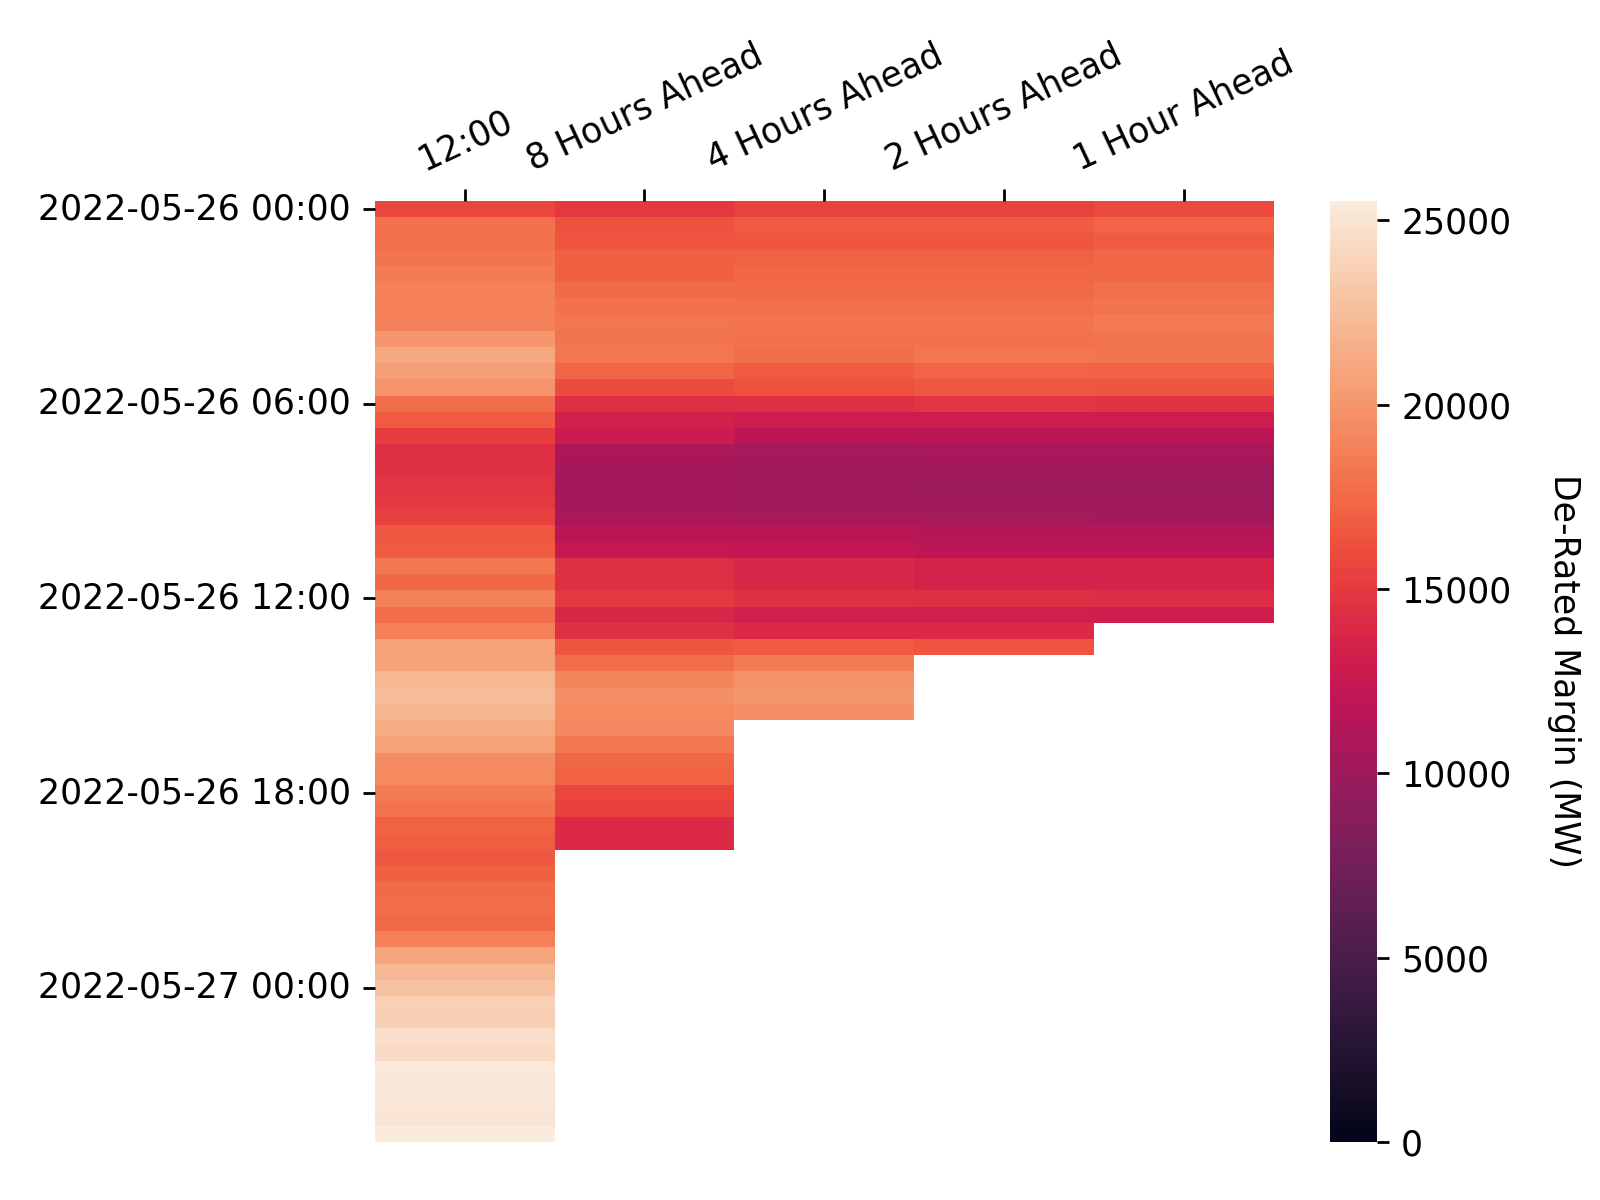 12:00
8 Hours Ahead
4 Hours Ahead
2 Hours Ahead
1 Hour Ahead
2022-05-26 00:00
2022-05-26 06:00
2022-05-26 12:00
2022-05-26 18:00
2022-05-27 00:00
25000
20000
15000
10000
5000
0
De-Rated Margin (MW)